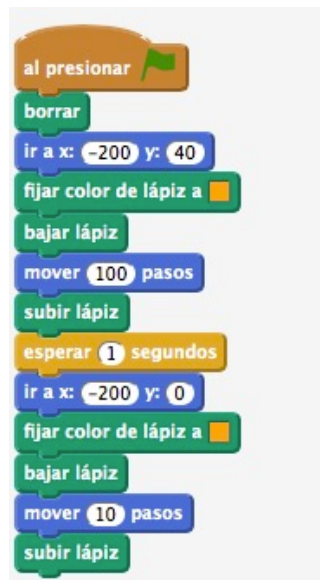 al presionar
borrar
ir a x: -200 y: 40
fijar color de lápiz a
bajar lápiz
mover 100 pasos
subir lápiz
esperar 1 segundos
ir a x: -200 y: 0
fijar color de lápiz a
bajar lápiz
mover 10 pasos
subir lápiz